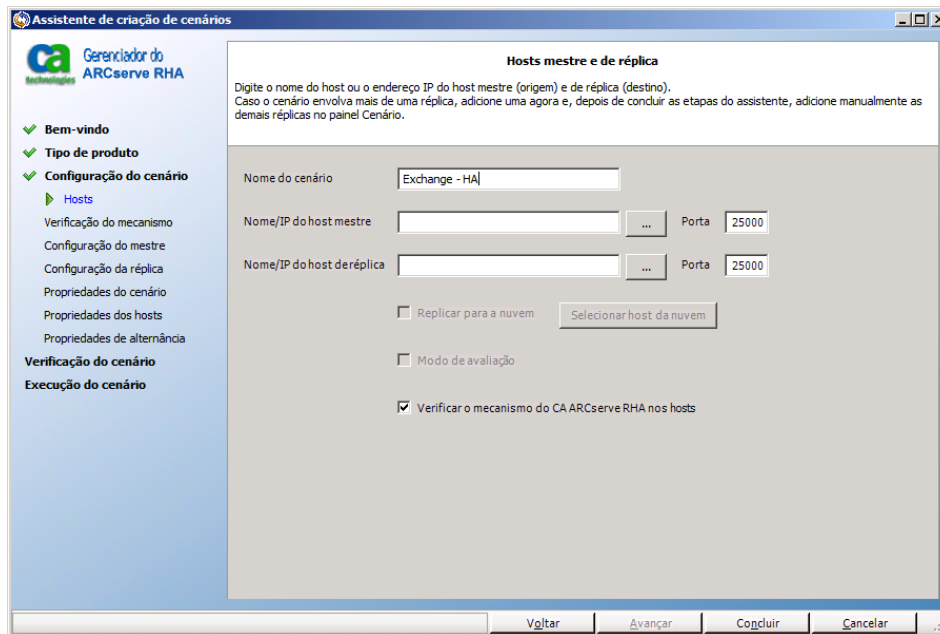 Assistente de criação de cenários
ca
technologies
Gerenciador do
ARCserve RHA
Bem-vindo
Tipo de produto
Configuração do cenário
Hosts
Verificação do mecanismo
Configuração do mestre
Configuração da réplica
Propriedades do cenário
Propriedades dos hosts
Propriedades de alternância
Verificação do cenário
Execução do cenário
Hosts mestre e de réplica
Digite o nome do host ou o endereço IP do host mestre (origem) e de réplica (destino).
Caso o cenário envolva mais de uma réplica, adicione uma agora e, depois de concluir as etapas do assistente, adicione manualmente as
demais réplicas no painel Cenário.
Nome do cenário Exchange - HA
Nome/IP do host mestre ... Porta 25000
Nome/IP do host de réplica ... Porta 25000
Replicar para a nuvem Selecionar host da nuvem
Modo de avaliação
Verificar o mecanismo do CA ARCserve RHA nos hosts
Voltar Avançar Concluir Cancelar